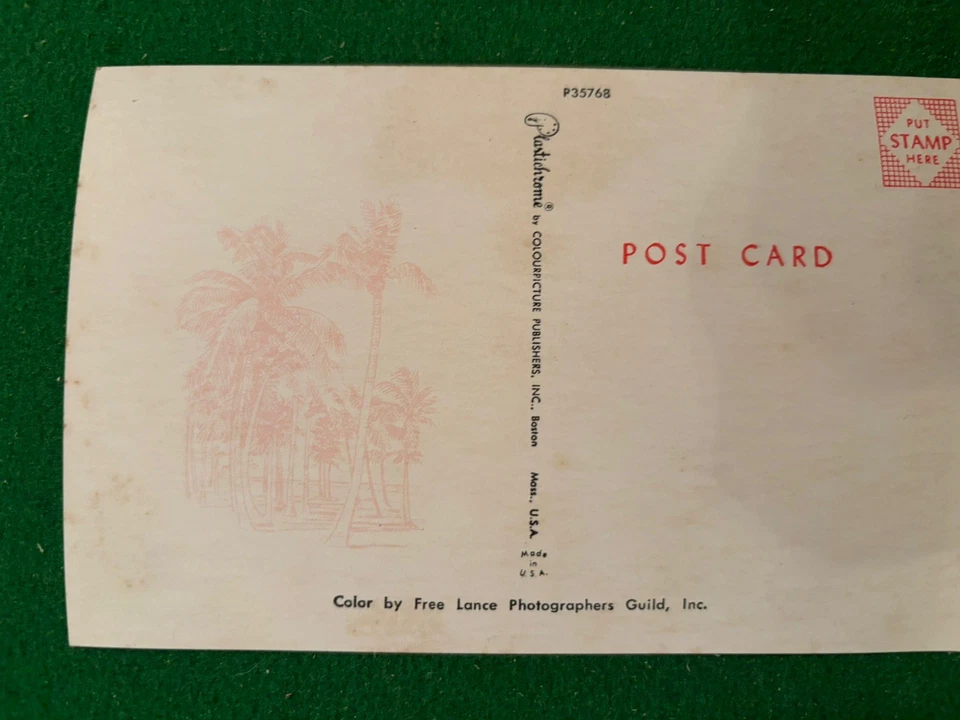 P35768
PUT
STAMP
HERE
Plastichrome® by COLOURPICTURE PUBLISHERS, INC., Boston Mass., U.S.A.
POST CARD
Made
in
U.S.A.
Color by Free Lance Photographers Guild, Inc.